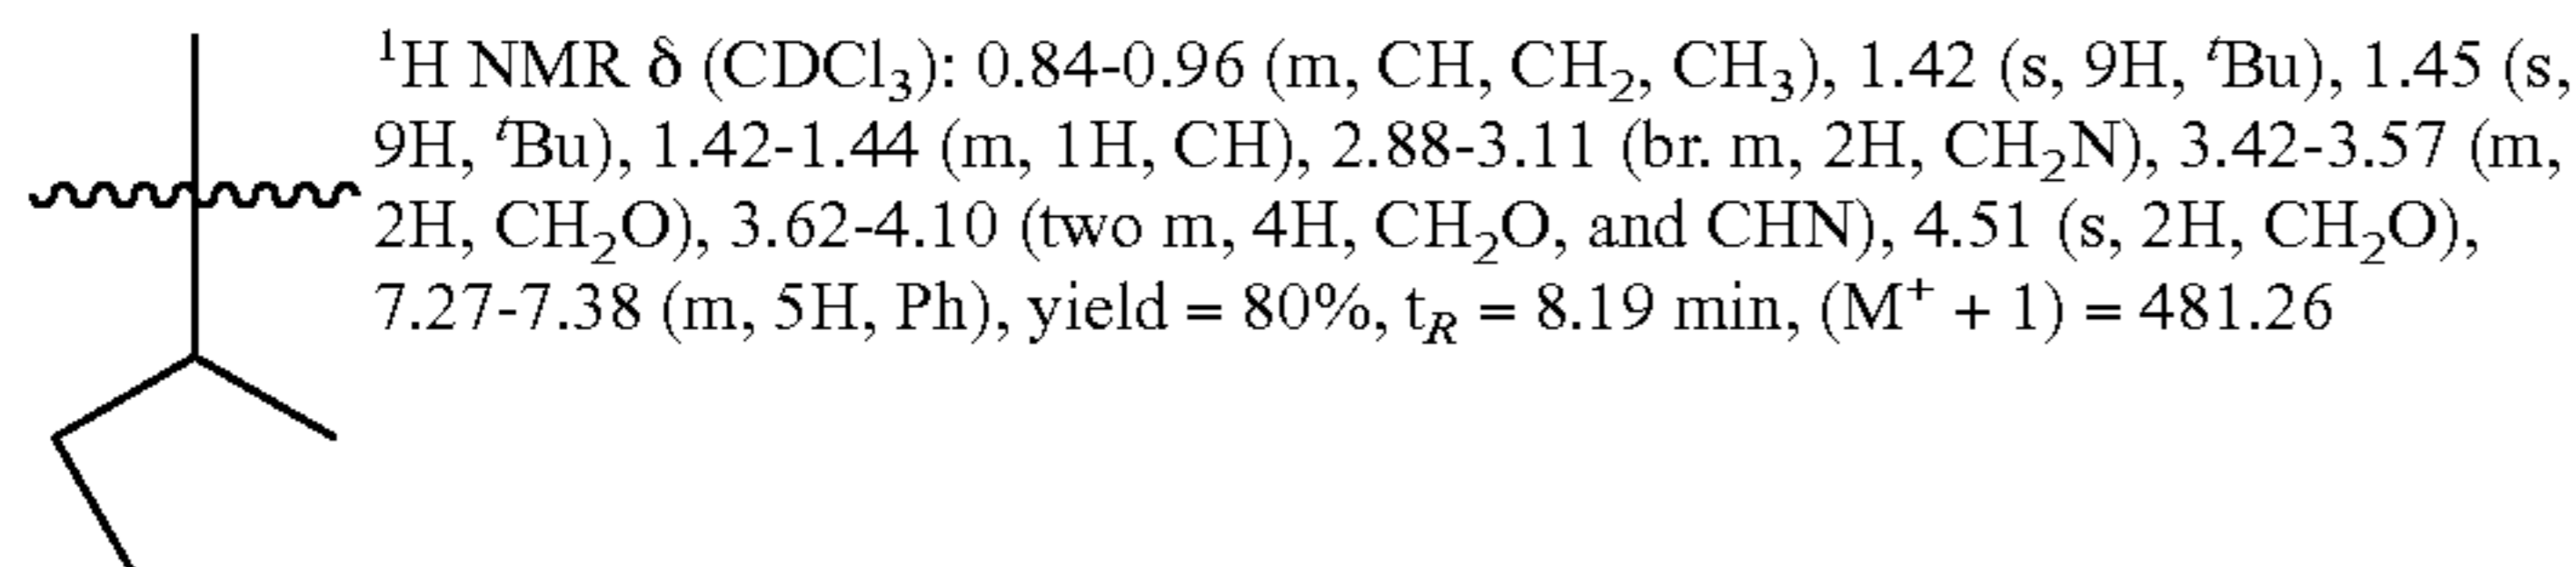 ¹H NMR δ (CDCl₃): 0.84-0.96 (m, CH, CH₂, CH₃), 1.42 (s, 9H, ᵗBu), 1.45 (s,
9H, ᵗBu), 1.42-1.44 (m, 1H, CH), 2.88-3.11 (br. m, 2H, CH₂N), 3.42-3.57 (m,
2H, CH₂O), 3.62-4.10 (two m, 4H, CH₂O, and CHN), 4.51 (s, 2H, CH₂O),
7.27-7.38 (m, 5H, Ph), yield = 80%, t_R = 8.19 min, (M⁺ + 1) = 481.26